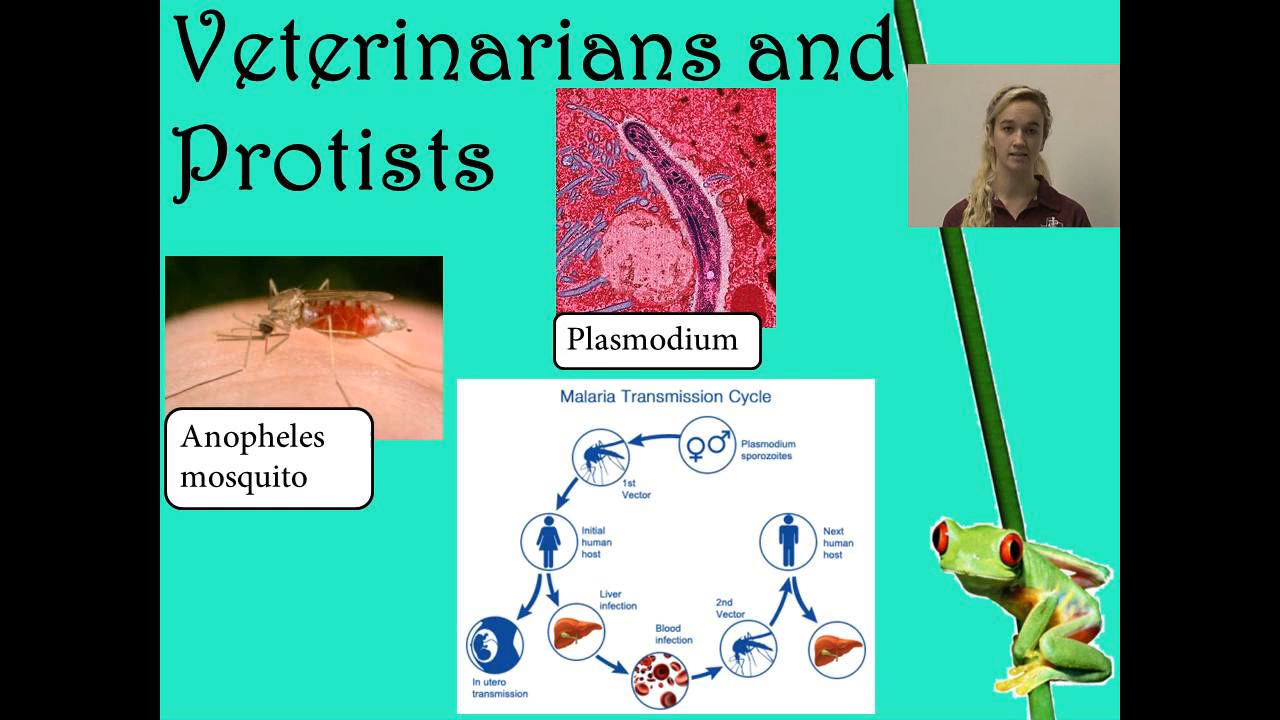 Veterinarians and
Protists
Plasmodium
Anopheles
mosquito
Malaria Transmission Cycle
Plasmodium
sporozoites
1st
Vector
Initial
human
host
Next
human
host
Liver
infection
2nd
Vector
Blood
infection
In utero
transmission